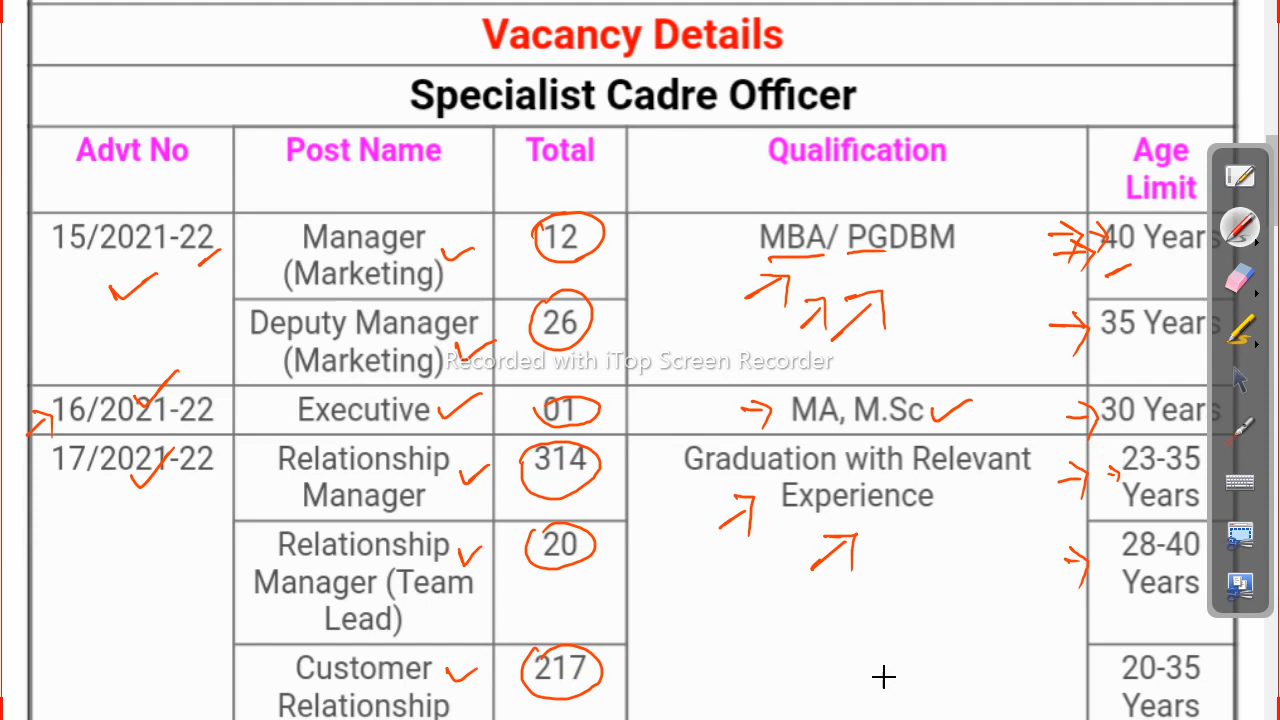 Vacancy Details
Specialist Cadre Officer
Advt No
Post Name
Total
Qualification
Age
Limit
15/2021-22
Manager
(Marketing)
12
MBA/ PGDBM
40 Years
Deputy Manager
(Marketing)
26
35 Years
Recorded with iTop Screen Recorder
16/2021-22
Executive
01
MA, M.Sc
30 Years
17/2021-22
Relationship
Manager
314
Graduation with Relevant
Experience
23-35
Years
Relationship
Manager (Team
Lead)
20
28-40
Years
Customer
Relationship
217
20-35
Years